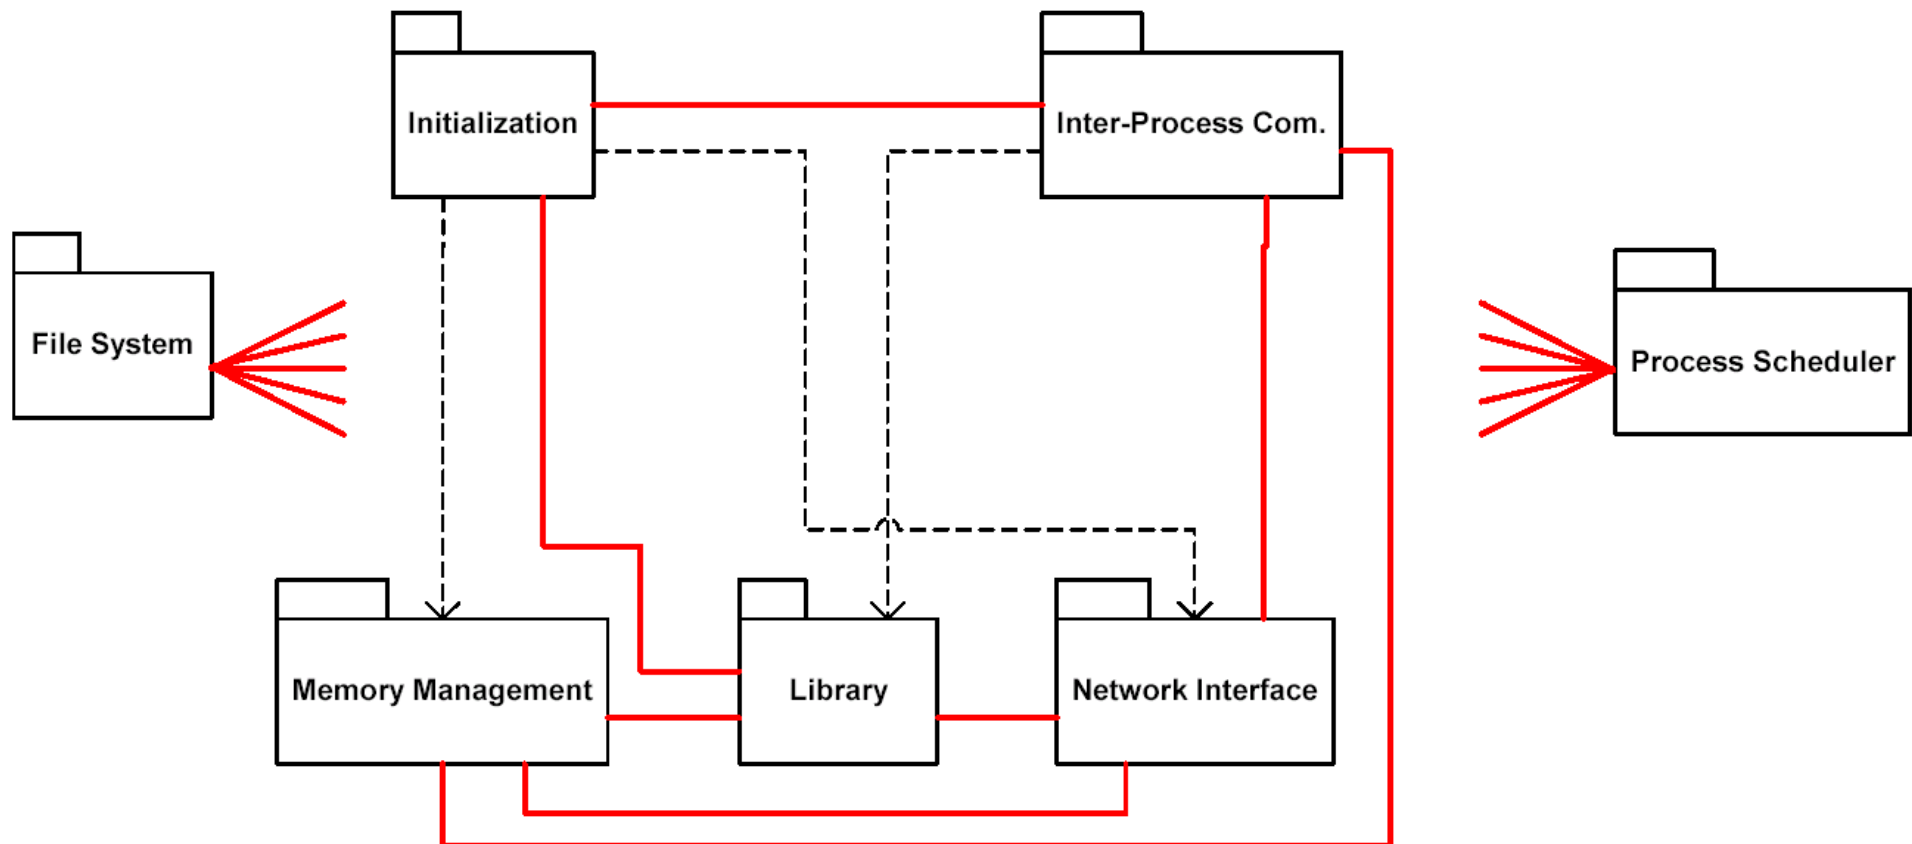 Initialization
Inter-Process Com.
File System
Process Scheduler
Memory Management
Library
Network Interface